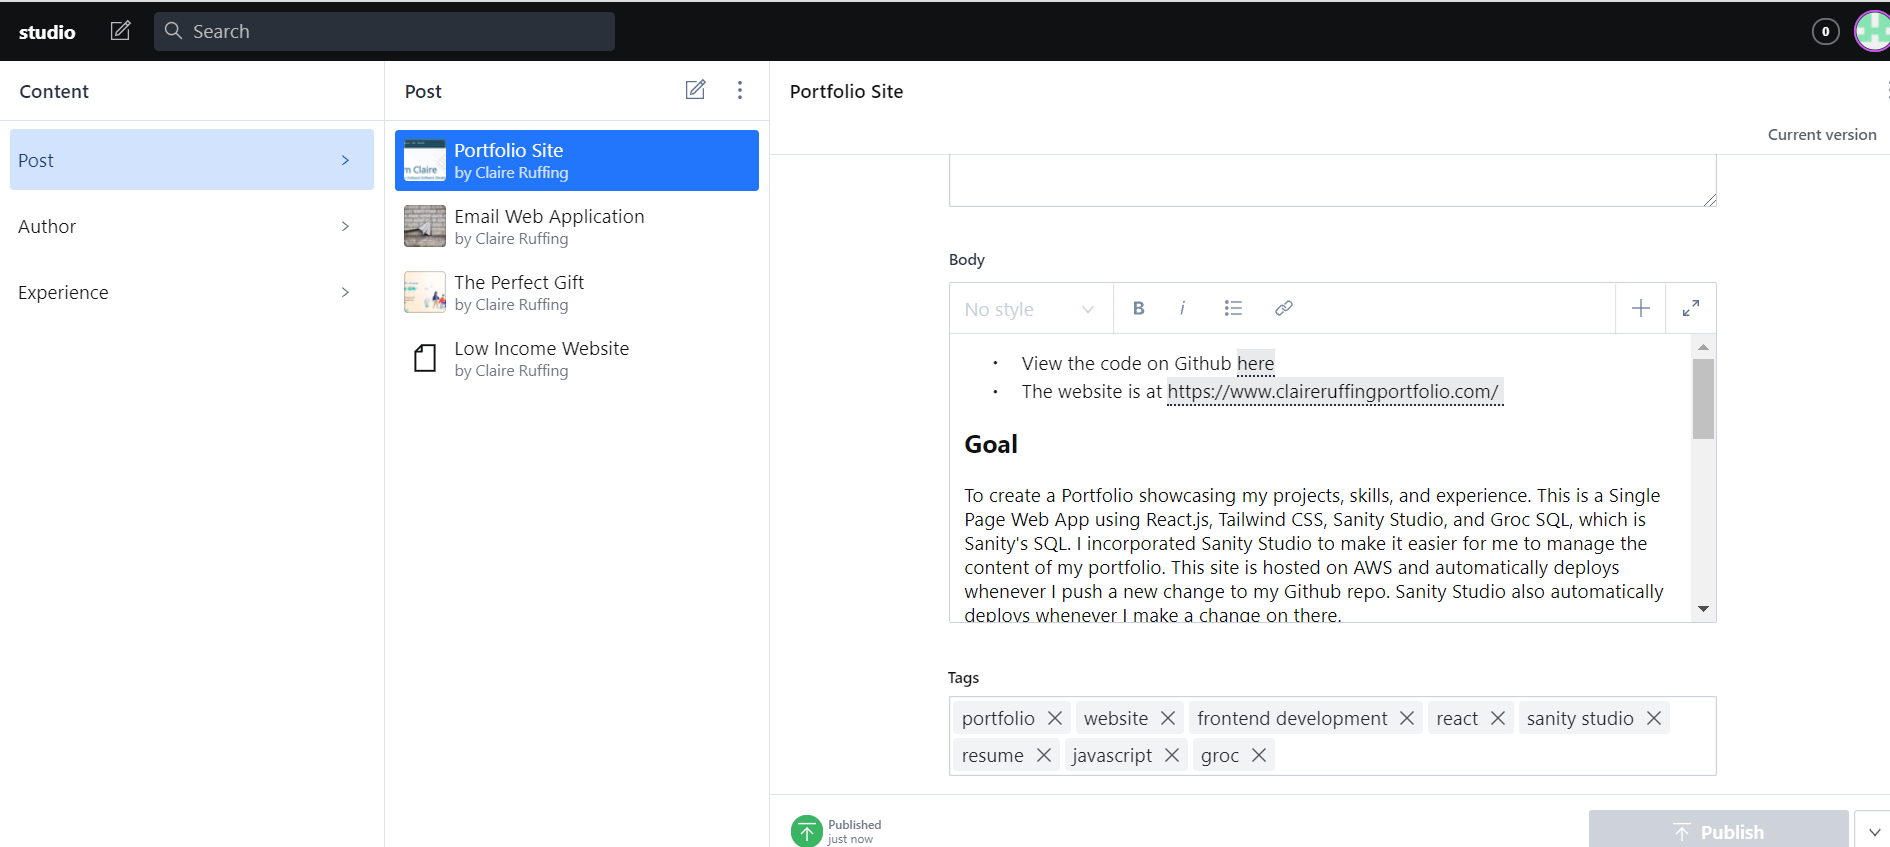 studio
Search
0
Content
Post
Portfolio Site
Current version
Post
Author
Experience
m Claire
Portfolio Site
by Claire Ruffing
Email Web Application
by Claire Ruffing
The Perfect Gift
by Claire Ruffing
Low Income Website
by Claire Ruffing
Body
No style
B i
• View the code on Github here
• The website is at https://www.claireruffingportfolio.com/
Goal
To create a Portfolio showcasing my projects, skills, and experience. This is a Single
Page Web App using React.js, Tailwind CSS, Sanity Studio, and Groc SQL, which is
Sanity's SQL. I incorporated Sanity Studio to make it easier for me to manage the
content of my portfolio. This site is hosted on AWS and automatically deploys
whenever I push a new change to my Github repo. Sanity Studio also automatically
deploys whenever I make a change on there.
Tags
portfolio website frontend development react sanity studio
resume javascript groc
Published
just now
Publish